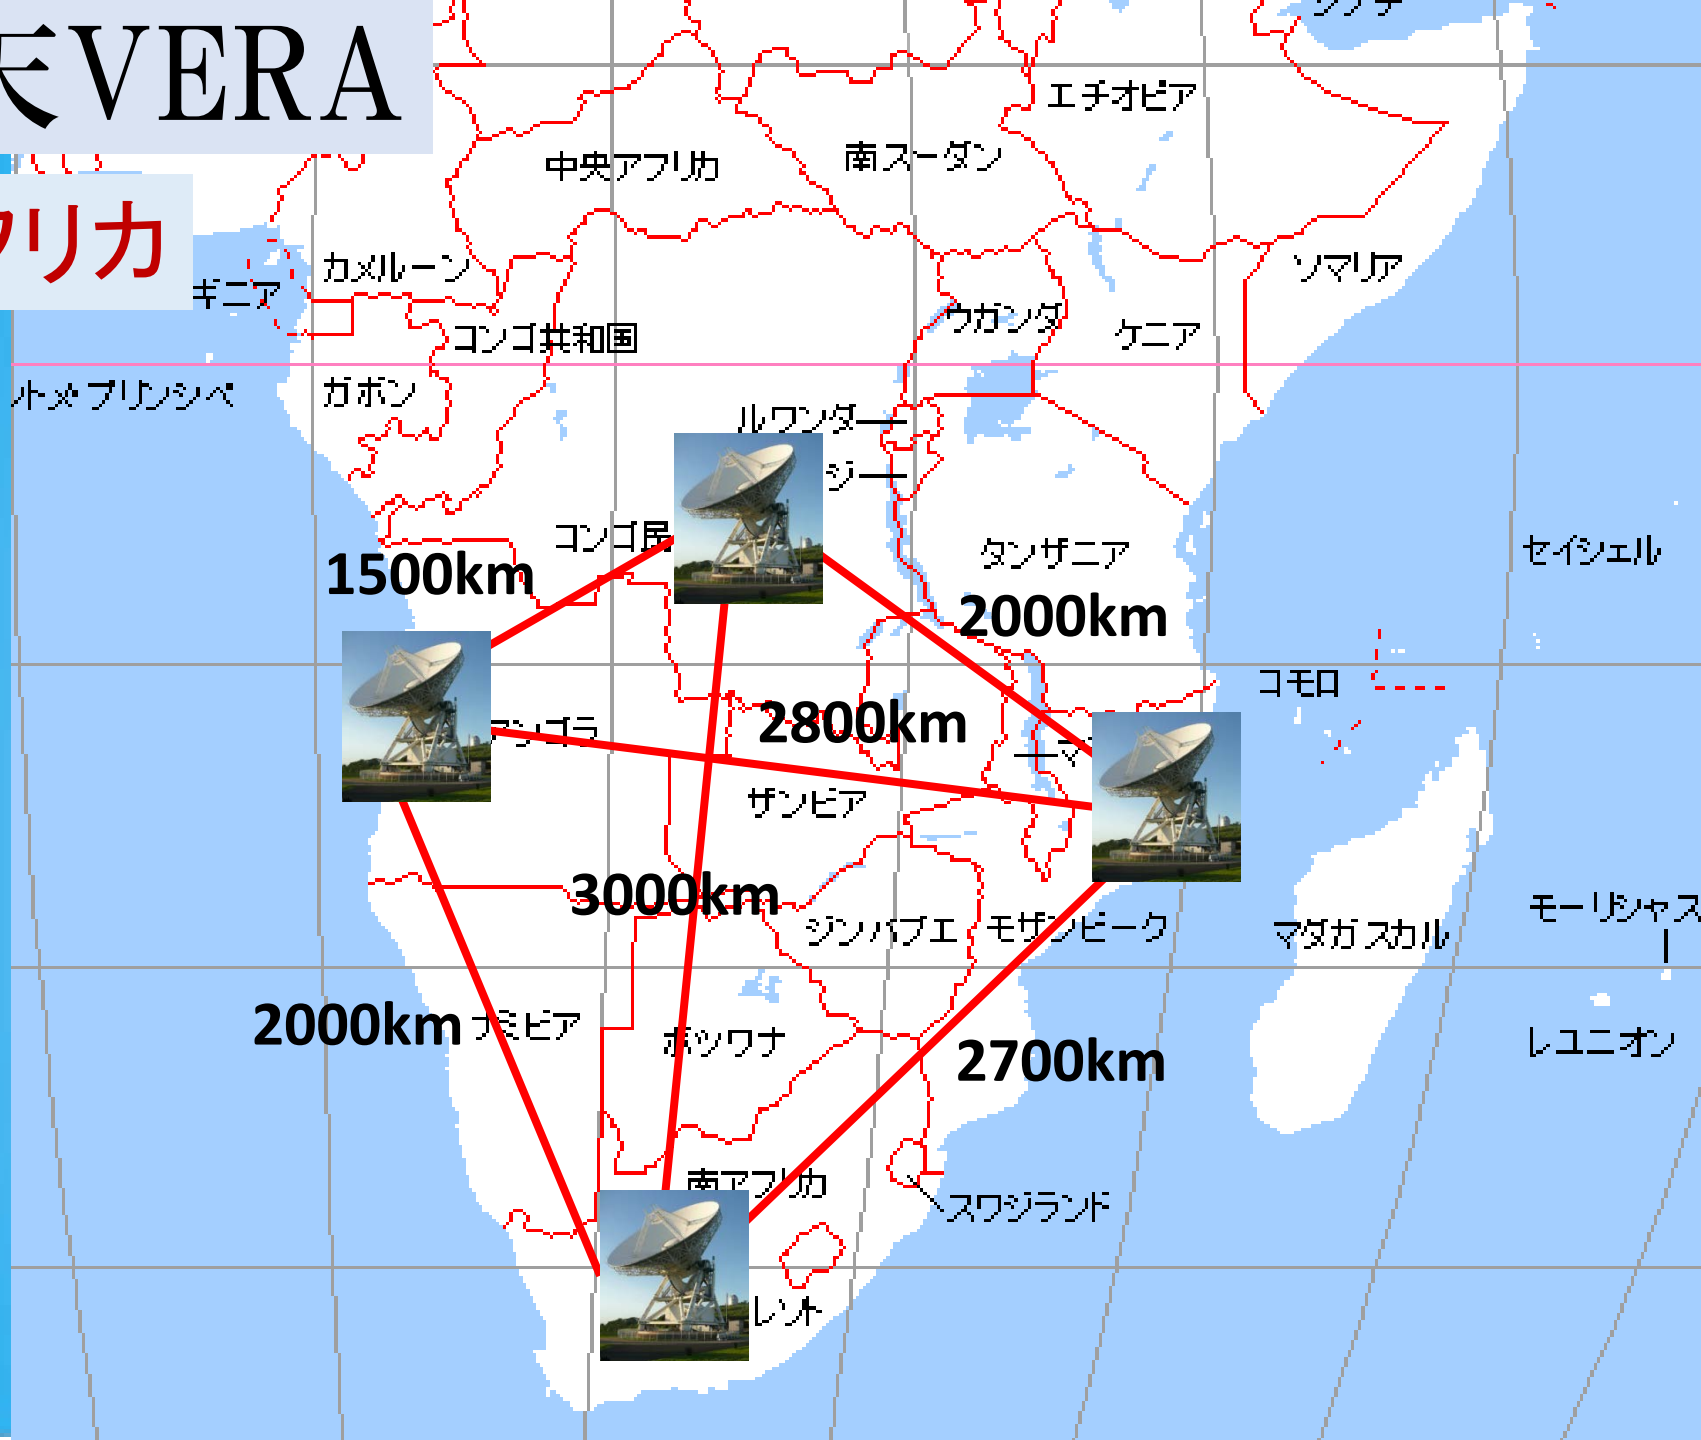 天VERA
フリカ
エチオピア
中央アフリカ
南スーダン
カメルーン
ソマリア
ギニア
ウガンダ
コンゴ共和国
ケニア
ントメ プリンシペ
ガボン
ルワンダ
ジ
コンゴ民
タンザニア
セイシェル
1500km
2000km
コモロ
2800km
アンゴラ
マ
ザンビア
3000km
ジンバブエ
モザンビーク
マダガスカル
モーリシャス
2000km
ナミビア
ボツワナ
2700km
レユニオン
南アフリカ
スワジランド
レソト